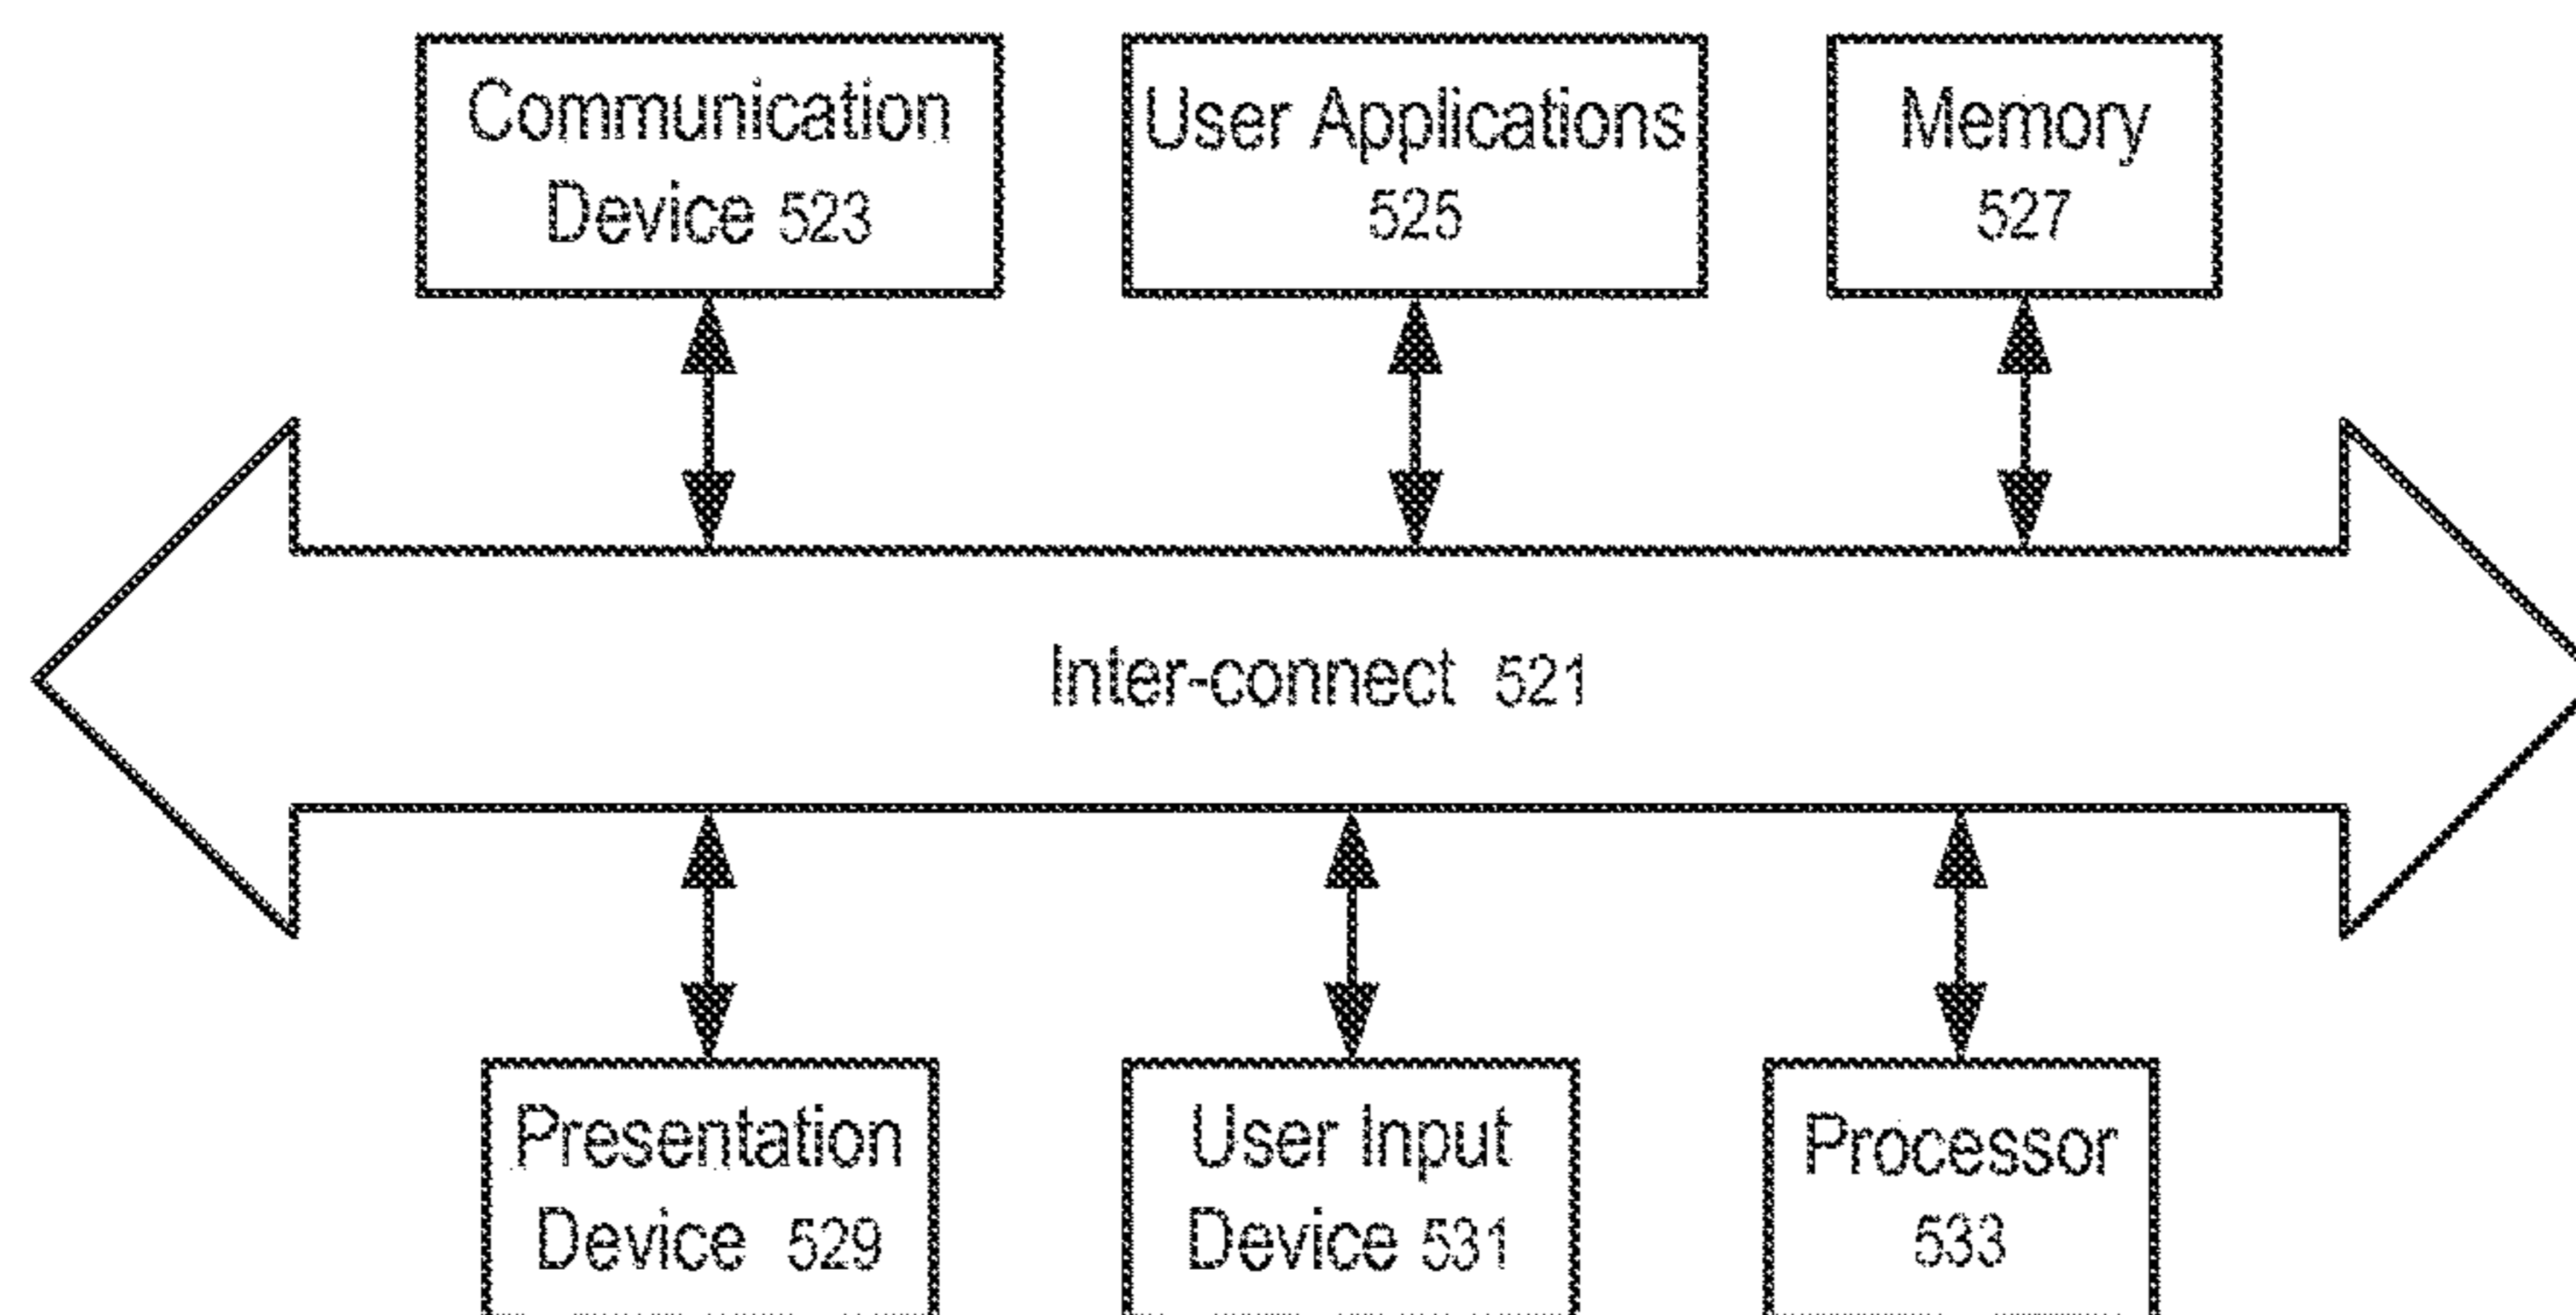 Communication
Device 523
User Applications
525
Memory
527
Inter-connect 521
Presentation
Device 529
User Input
Device 531
Processor
533